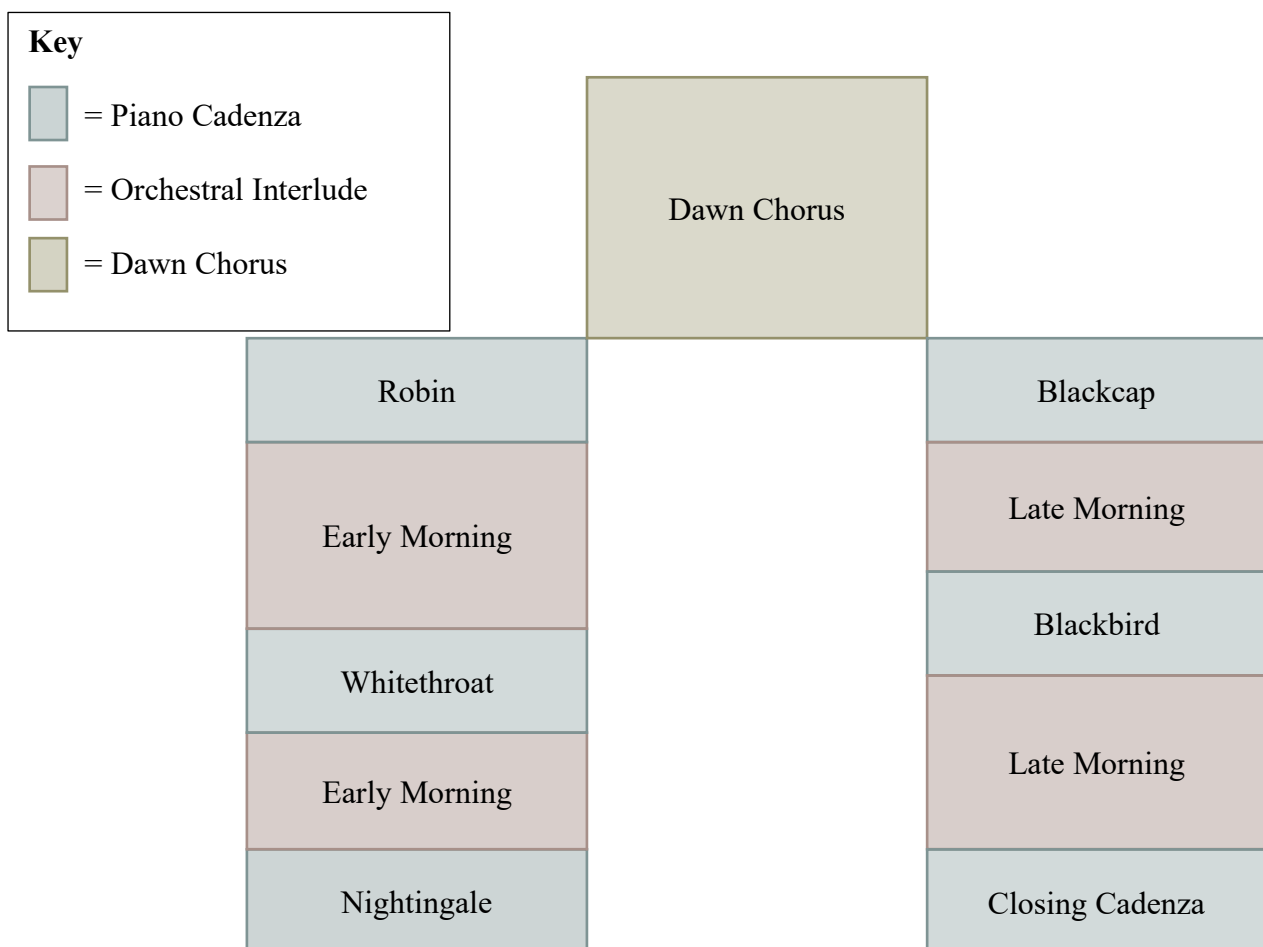 Key
= Piano Cadenza
= Orchestral Interlude
= Dawn Chorus
Dawn Chorus
Robin
Early Morning
Whitethroat
Early Morning
Nightingale
Blackcap
Late Morning
Blackbird
Late Morning
Closing Cadenza